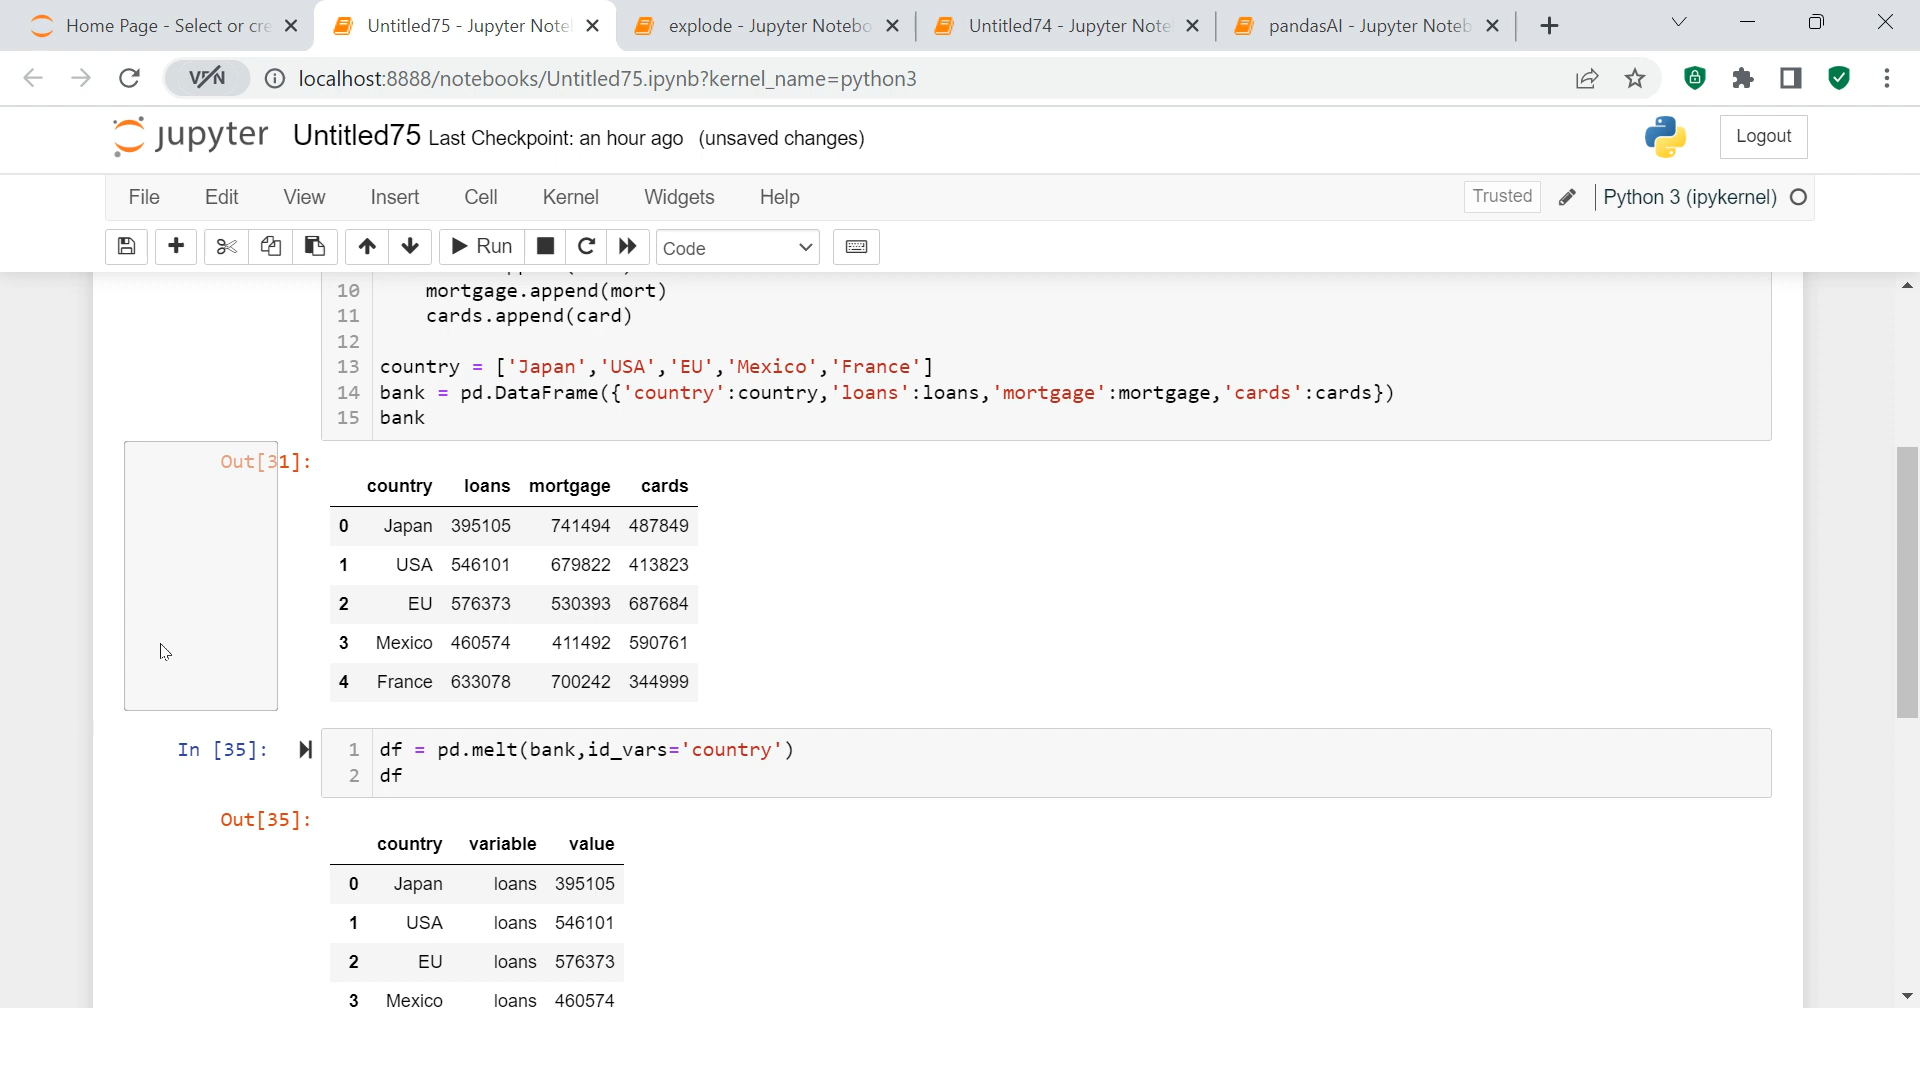 Home Page - Select or cre
Untitled75 - Jupyter Note
explode - Jupyter Notebo
Untitled74 - Jupyter Note
pandasAI - Jupyter Noteb
VPN
localhost:8888/notebooks/Untitled75.ipynb?kernel_name=python3
jupyter Untitled75 Last Checkpoint: an hour ago (unsaved changes)
Logout
File Edit View Insert Cell Kernel Widgets Help
Trusted
Python 3 (ipykernel)
Run
Code
10 mortgage.append(mort)
11 cards.append(card)
12
13 country = ['Japan','USA','EU','Mexico','France']
14 bank = pd.DataFrame({'country':country,'loans':loans,'mortgage':mortgage,'cards':cards})
15 bank
Out[31]:
country loans mortgage cards
0 Japan 395105 741494 487849
1 USA 546101 679822 413823
2 EU 576373 530393 687684
3 Mexico 460574 411492 590761
4 France 633078 700242 344999
In [35]:
1 df = pd.melt(bank,id_vars='country')
2 df
Out[35]:
country variable value
0 Japan loans 395105
1 USA loans 546101
2 EU loans 576373
3 Mexico loans 460574